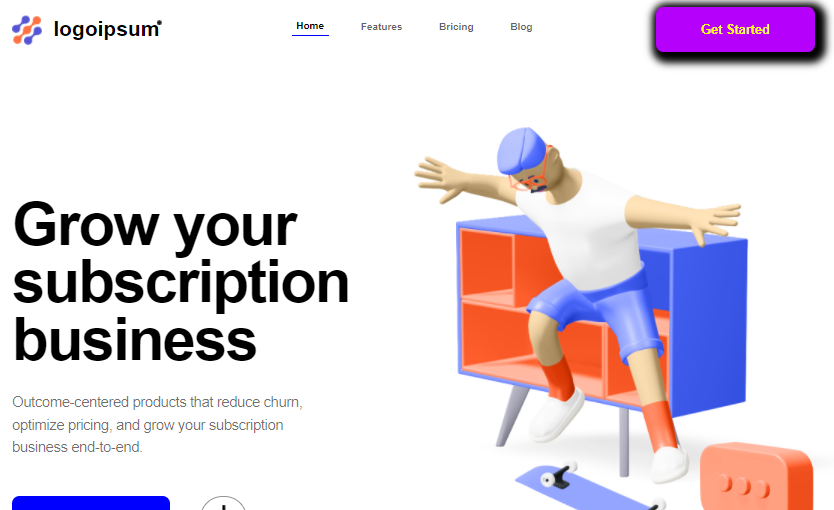 logoipsum
Home
Features
Bricing
Blog
Get Started
Grow your
subscription
business
Outcome-centered products that reduce churn,
optimize pricing, and grow your subscription
business end-to-end.